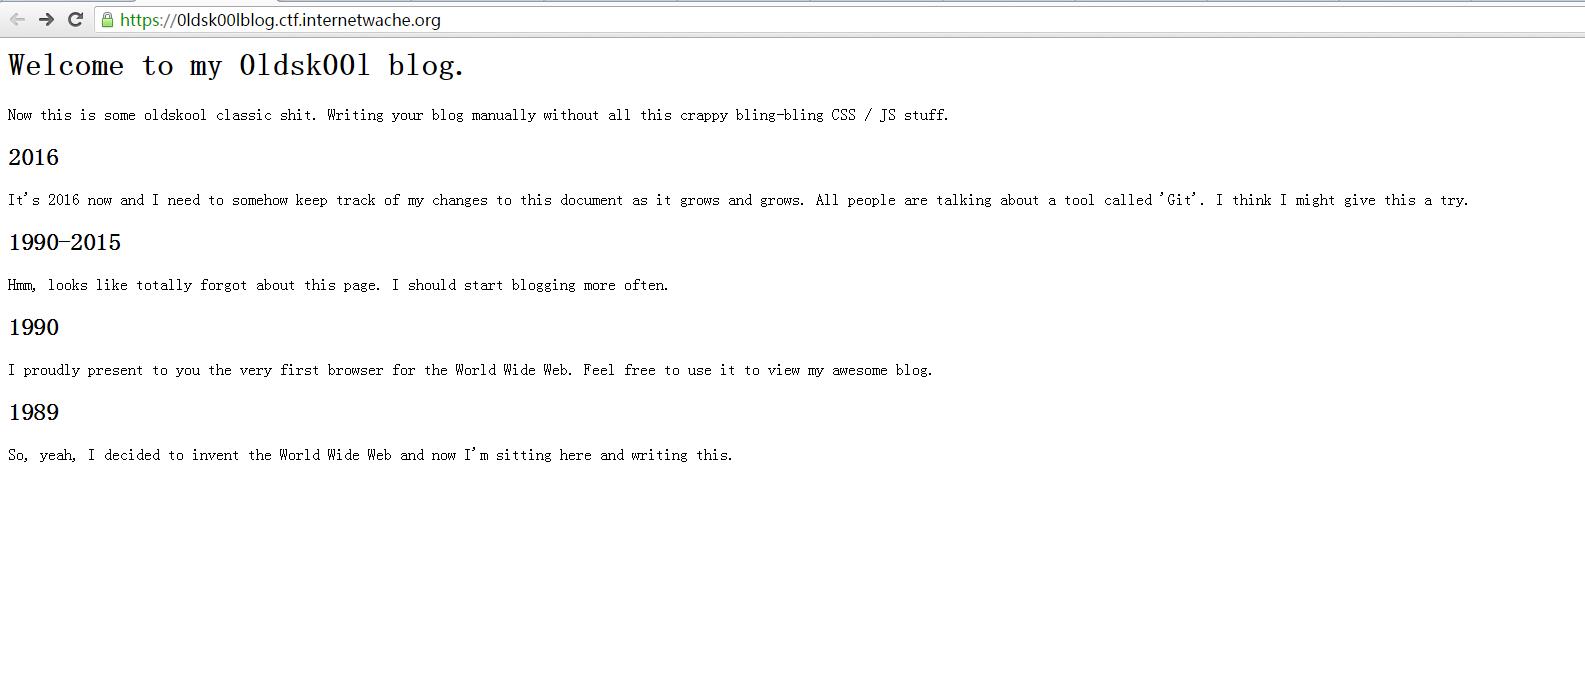 https://0ldsk00lblog.ctf.internetwache.org
Welcome to my 0ldsk00l blog.
Now this is some oldskool classic shit. Writing your blog manually without all this crappy bling-bling CSS / JS stuff.
2016
It's 2016 now and I need to somehow keep track of my changes to this document as it grows and grows. All people are talking about a tool called 'Git'. I think I might give this a try.
1990-2015
Hmm, looks like totally forgot about this page. I should start blogging more often.
1990
I proudly present to you the very first browser for the World Wide Web. Feel free to use it to view my awesome blog.
1989
So, yeah, I decided to invent the World Wide Web and now I'm sitting here and writing this.